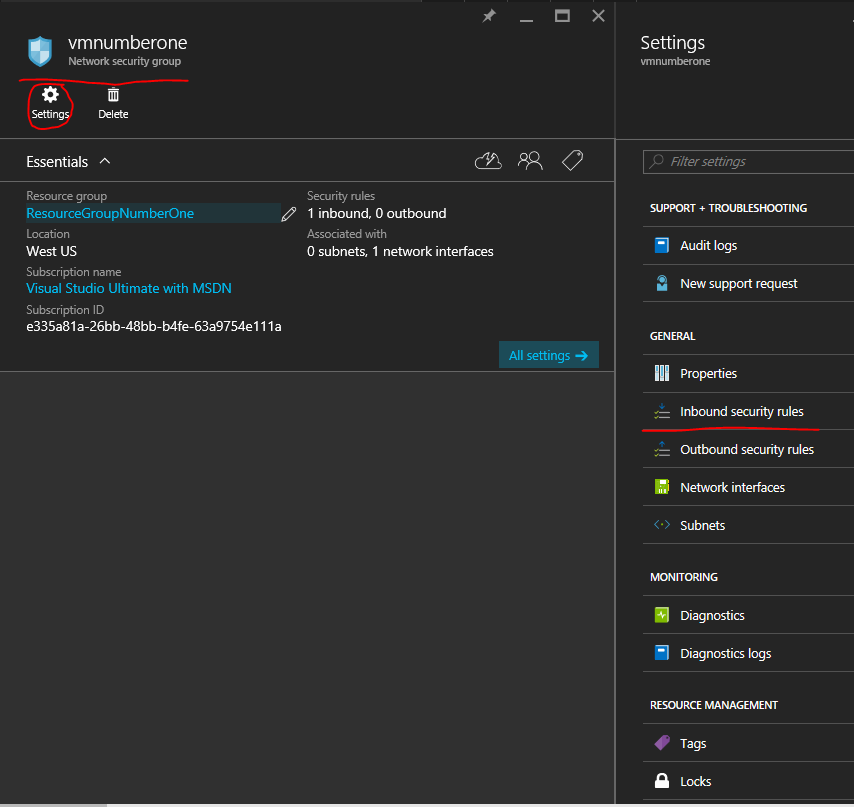 vmnumberone
Network security group
Settings
Delete
Essentials
Resource group
ResourceGroupNumberOne
Location
West US
Subscription name
Visual Studio Ultimate with MSDN
Subscription ID
e335a81a-26bb-48bb-b4fe-63a9754e111a
Security rules
1 inbound, 0 outbound
Associated with
0 subnets, 1 network interfaces
All settings
Settings
vmnumberone
Filter settings
SUPPORT + TROUBLESHOOTING
Audit logs
New support request
GENERAL
Properties
Inbound security rules
Outbound security rules
Network interfaces
Subnets
MONITORING
Diagnostics
Diagnostics logs
RESOURCE MANAGEMENT
Tags
Locks